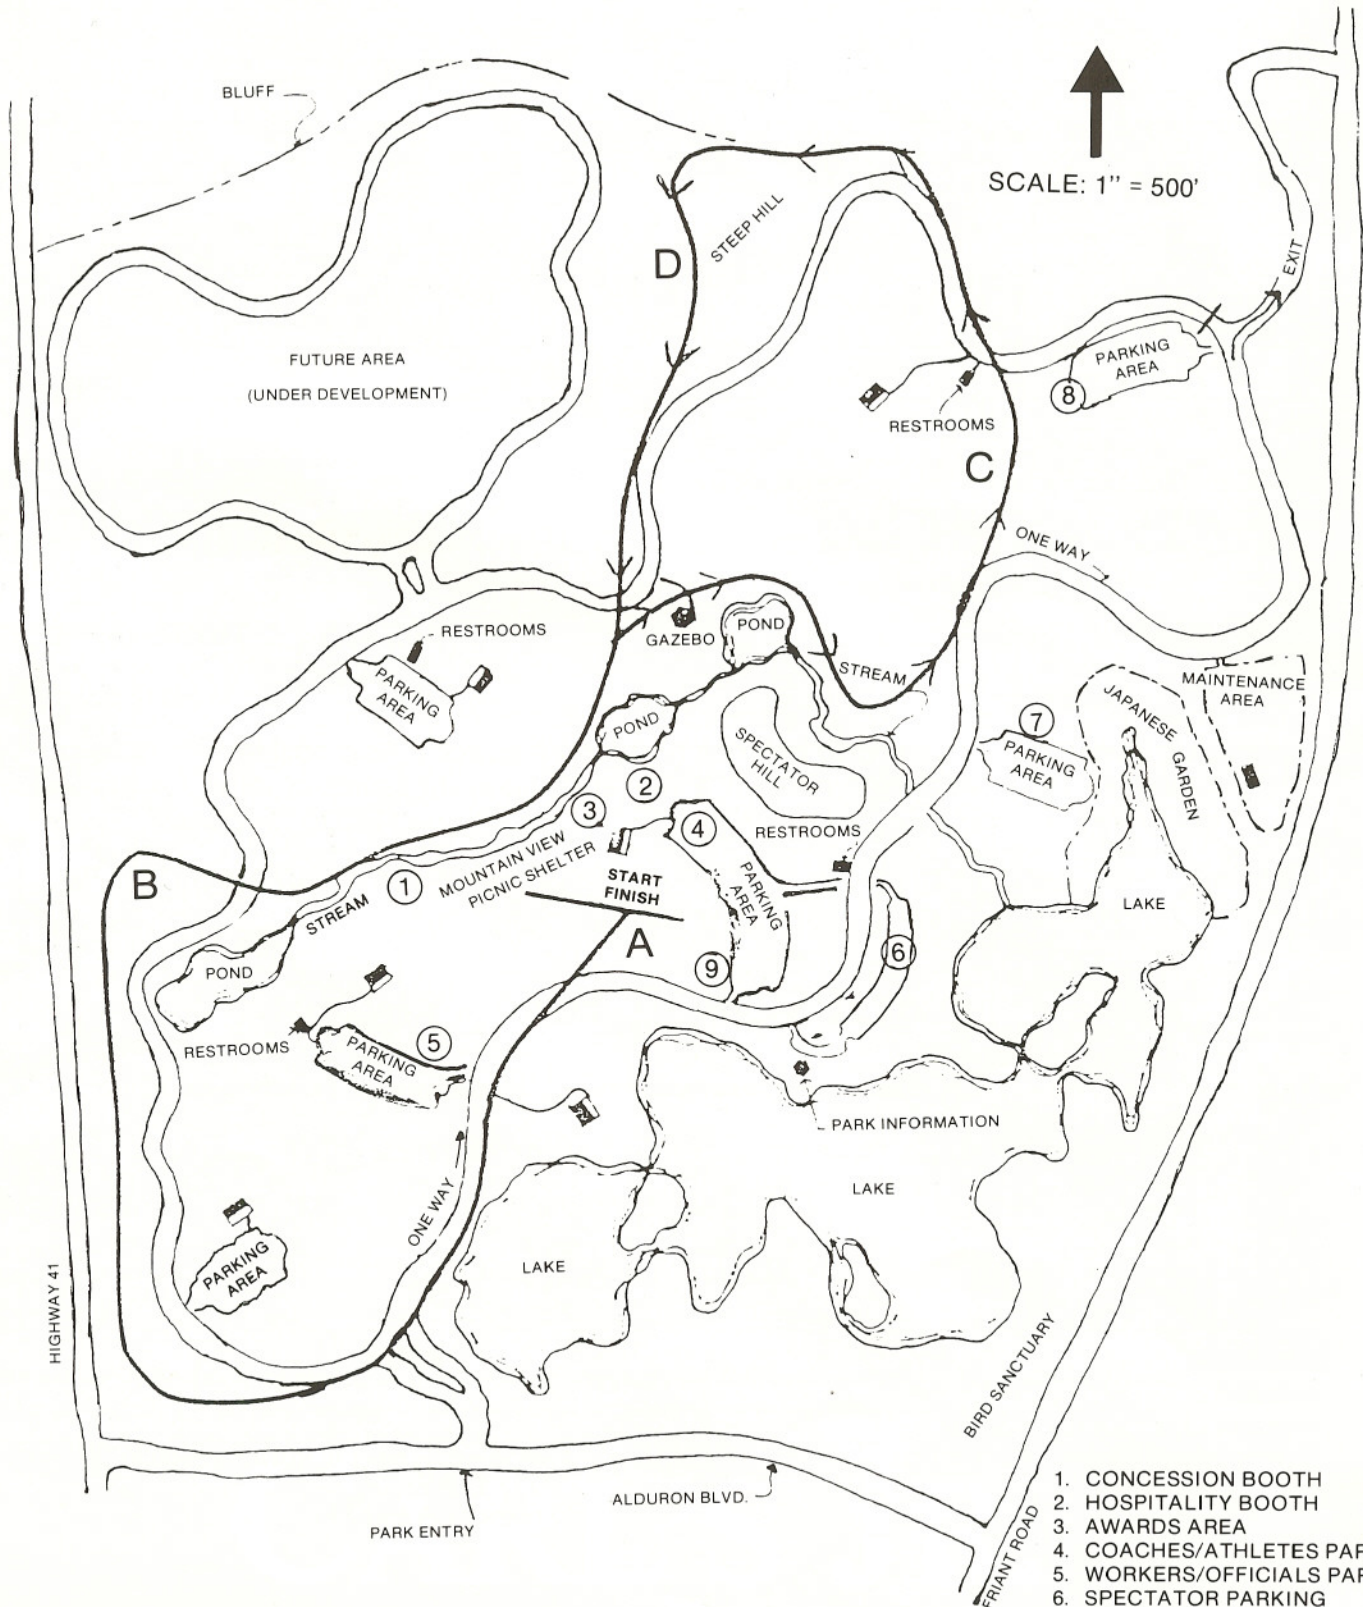 BLUFF
SCALE: 1" = 500'
STEEP HILL
D
EXIT
FUTURE AREA
(UNDER DEVELOPMENT)
PARKING
AREA
8
RESTROOMS
C
ONE WAY
RESTROOMS
GAZEBO
POND
STREAM
PARKING
AREA
MAINTENANCE
AREA
JAPANESE
GARDEN
7
PARKING
AREA
POND
SPECTATOR
HILL
2
3
4
RESTROOMS
MOUNTAIN VIEW
PICNIC SHELTER
B
1
START
FINISH
PARKING
AREA
STREAM
LAKE
A
6
9
POND
RESTROOMS
5
PARKING
AREA
PARK INFORMATION
ONE WAY
LAKE
LAKE
PARKING
AREA
HIGHWAY 41
BIRD SANCTUARY
ALDURON BLVD.
PARK ENTRY
FRIANT ROAD
1. CONCESSION BOOTH
2. HOSPITALITY BOOTH
3. AWARDS AREA
4. COACHES/ATHLETES PAR
5. WORKERS/OFFICIALS PAR
6. SPECTATOR PARKING